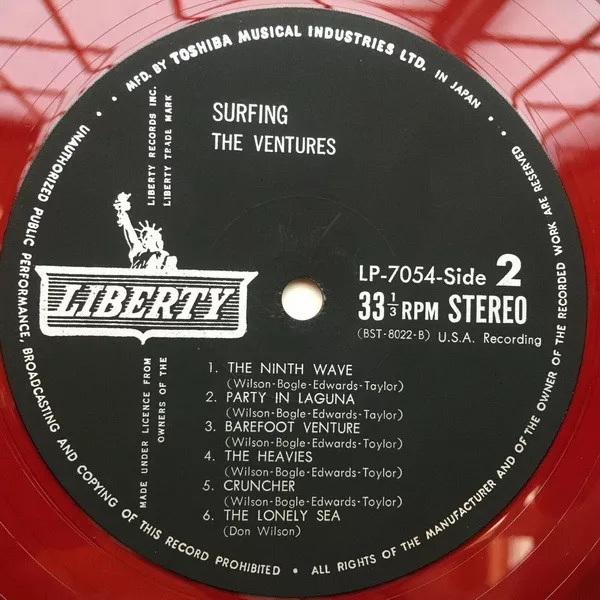 MFD. BY TOSHIBA MUSICAL INDUSTRIES LTD. IN JAPAN
SURFING
THE VENTURES
LIBERTY RECORDS INC.
LIBERTY TRADE MARK
LIBERTY
LP-7054-Side 2
33 1/3 RPM STEREO
(BST-8022-B) U.S.A. Recording
1. THE NINTH WAVE
(Wilson-Bogle-Edwards-Taylor)
2. PARTY IN LAGUNA
(Wilson-Bogle-Edwards-Taylor)
3. BAREFOOT VENTURE
(Wilson-Bogle-Edwards-Taylor)
4. THE HEAVIES
(Wilson-Bogle-Edwards-Taylor)
5. CRUNCHER
(Wilson-Bogle-Edwards-Taylor)
6. THE LONELY SEA
(Don Wilson)
MADE UNDER LICENCE FROM
OWNERS OF THE
UNAUTHORIZED PUBLIC PERFORMANCE, BROADCASTING AND COPYING OF THIS RECORD PROHIBITED • ALL RIGHTS OF THE MANUFACTURER AND OF THE OWNER OF THE RECORDED WORK ARE RESERVED